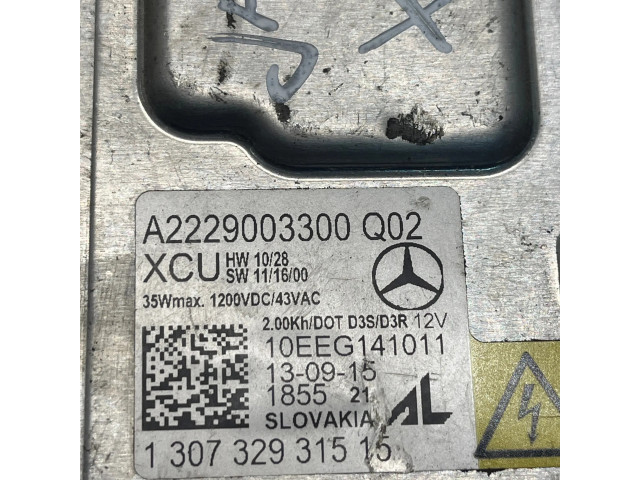 A2229003300 Q02
XCU HW 10/28
SW 11/16/00
35Wmax. 1200VDC/43VAC
2.00Kh/DOT D3S/D3R 12V
10EEG141011
13-09-15
1855 21
SLOVAKIA AL
1 307 329 315 15